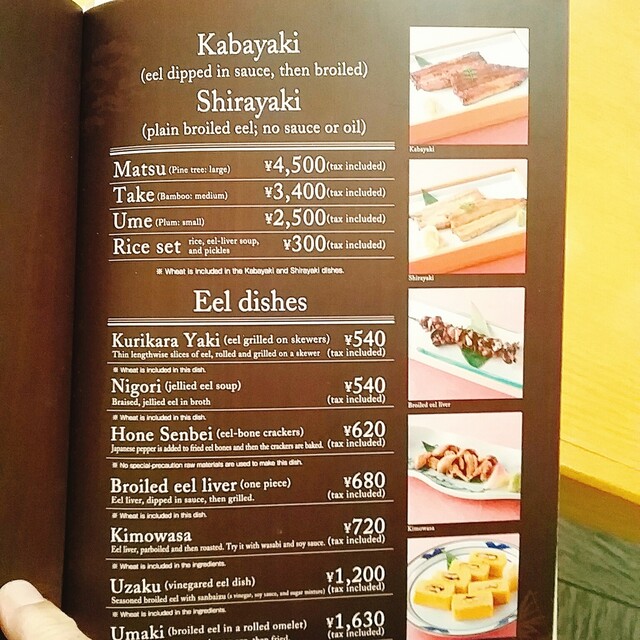 Kabayaki
(eel dipped in sauce, then broiled)
Shirayaki
(plain broiled eel; no sauce or oil)
Matsu (Pine tree: large) ¥4,500 (tax included)
Take (Bamboo: medium) ¥3,400 (tax included)
Ume (Plum: small) ¥2,500 (tax included)
Rice set rice, eel-liver soup, and pickles ¥300 (tax included)
※ Wheat is included in the Kabayaki and Shirayaki dishes.
Eel dishes
Kurikara Yaki (eel grilled on skewers) ¥540
Thin lengthwise slices of eel, rolled and grilled on a skewer (tax included)
※ Wheat is included in this dish.
Nigori (jellied eel soup) ¥540
Braised, jellied eel in broth (tax included)
※ Wheat is included in this dish.
Hone Senbei (eel-bone crackers) ¥620
Japanese pepper is added to fried eel bones and then the crackers are baked. (tax included)
※ No special-precaution raw materials are used to make this dish.
Broiled eel liver (one piece) ¥680
Eel liver, dipped in sauce, then grilled. (tax included)
※ Wheat is included in this dish.
Kimowasa ¥720
Eel liver, parboiled and then roasted. Try it with wasabi and soy sauce. (tax included)
※ Wheat is included in the ingredients.
Uzaku (vinegared eel dish) ¥1,200
Seasoned broiled eel with sanbaizu (a vinegar, soy sauce, and sugar mixture) (tax included)
※ Wheat is included in the ingredients.
Umaki (broiled eel in a rolled omelet) ¥1,630
then fried. (tax included)
Kabayaki
Shirayaki
Broiled eel liver
Kimowasa